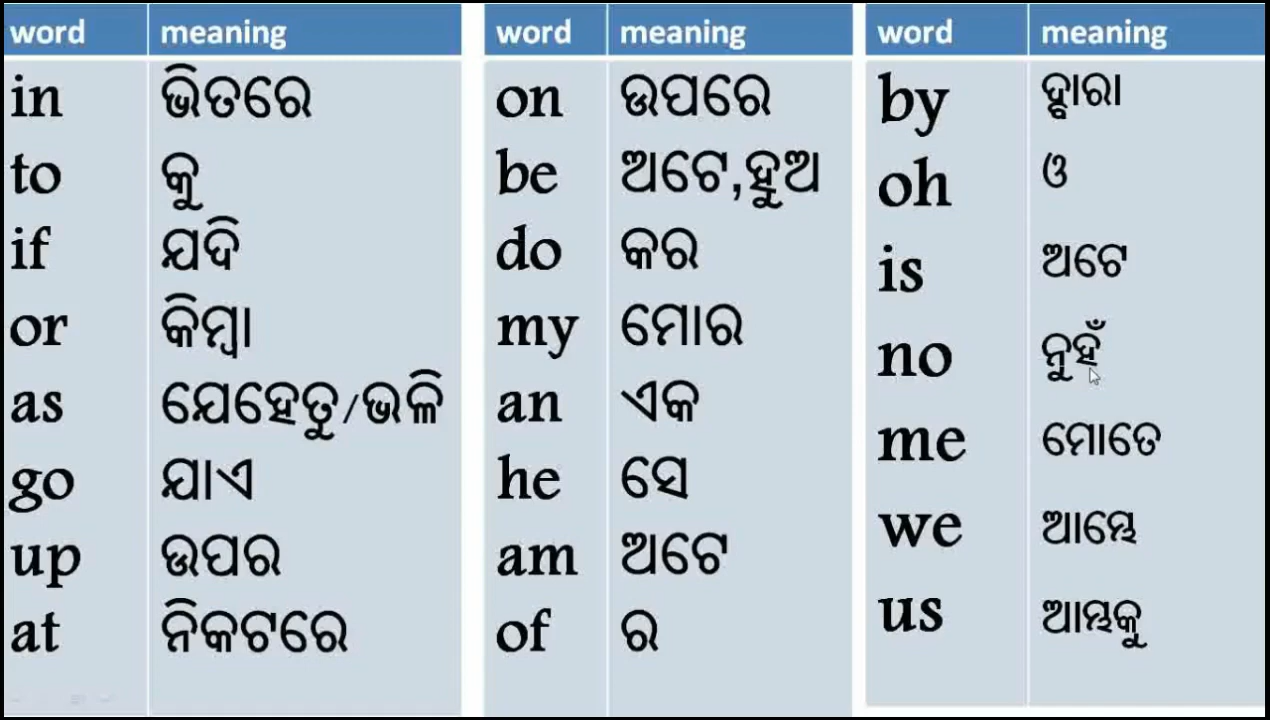 word meaning
in ଭିତରେ
to କୁ
if ଯଦି
or କିମ୍ବା
as ଯେହେତୁ/ଭଳି
go ଯାଏ
up ଉପର
at ନିକଟରେ
word meaning
on ଉପରେ
be ଅଟେ,ହୁଅ
do କର
my ମୋର
an ଏକ
he ସେ
am ଅଟେ
of ର
word meaning
by ଦ୍ବାରା
oh ଓ
is ଅଟେ
no ନୁହଁ
me ମୋତେ
we ଆମ୍ଭେ
us ଆମ୍ଭକୁ